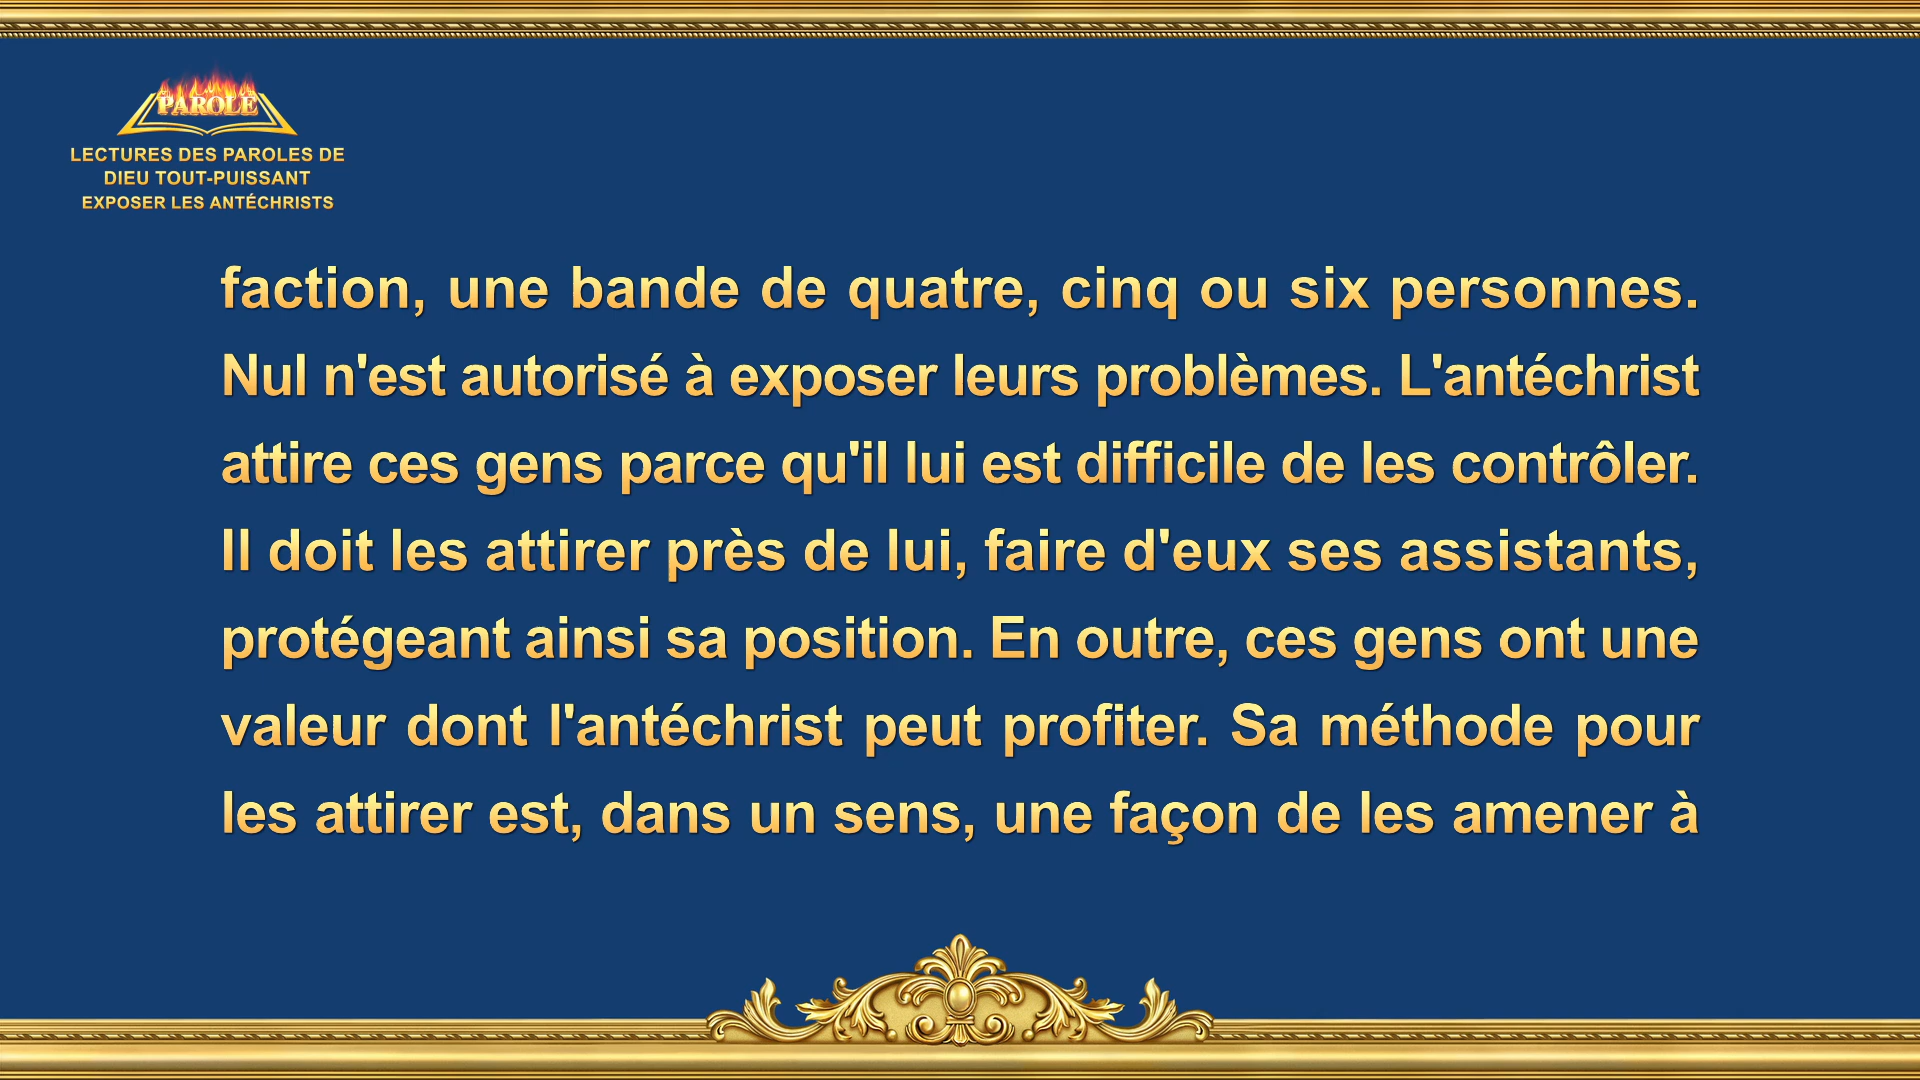 PAROLE
LECTURES DES PAROLES DE
DIEU TOUT-PUISSANT
EXPOSER LES ANTÉCHRISTS
faction, une bande de quatre, cinq ou six personnes.
Nul n'est autorisé à exposer leurs problèmes. L'antéchrist
attire ces gens parce qu'il lui est difficile de les contrôler.
Il doit les attirer près de lui, faire d'eux ses assistants,
protégeant ainsi sa position. En outre, ces gens ont une
valeur dont l'antéchrist peut profiter. Sa méthode pour
les attirer est, dans un sens, une façon de les amener à